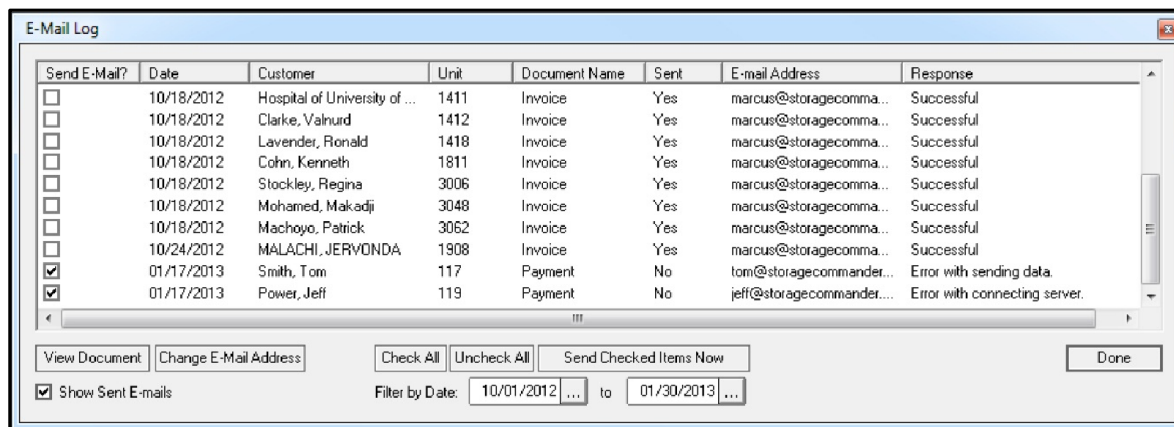 E-Mail Log
Send E-Mail? Date Customer Unit Document Name Sent E-mail Address Response
10/18/2012 Hospital of University of ... 1411 Invoice Yes marcus@storagecomma... Successful
10/18/2012 Clarke, Valnurd 1412 Invoice Yes marcus@storagecomma... Successful
10/18/2012 Lavender, Ronald 1418 Invoice Yes marcus@storagecomma... Successful
10/18/2012 Cohn, Kenneth 1811 Invoice Yes marcus@storagecomma... Successful
10/18/2012 Stockley, Regina 3006 Invoice Yes marcus@storagecomma... Successful
10/18/2012 Mohamed, Makadji 3048 Invoice Yes marcus@storagecomma... Successful
10/18/2012 Machoyo, Patrick 3062 Invoice Yes marcus@storagecomma... Successful
10/24/2012 MALACHI, JERVONDA 1908 Invoice Yes marcus@storagecomma... Successful
01/17/2013 Smith, Tom 117 Payment No tom@storagecommander... Error with sending data.
01/17/2013 Power, Jeff 119 Payment No jeff@storagecommander.... Error with connecting server.
View Document Change E-Mail Address Check All Uncheck All Send Checked Items Now Done
Show Sent E-mails Filter by Date: 10/01/2012 ... to 01/30/2013 ...